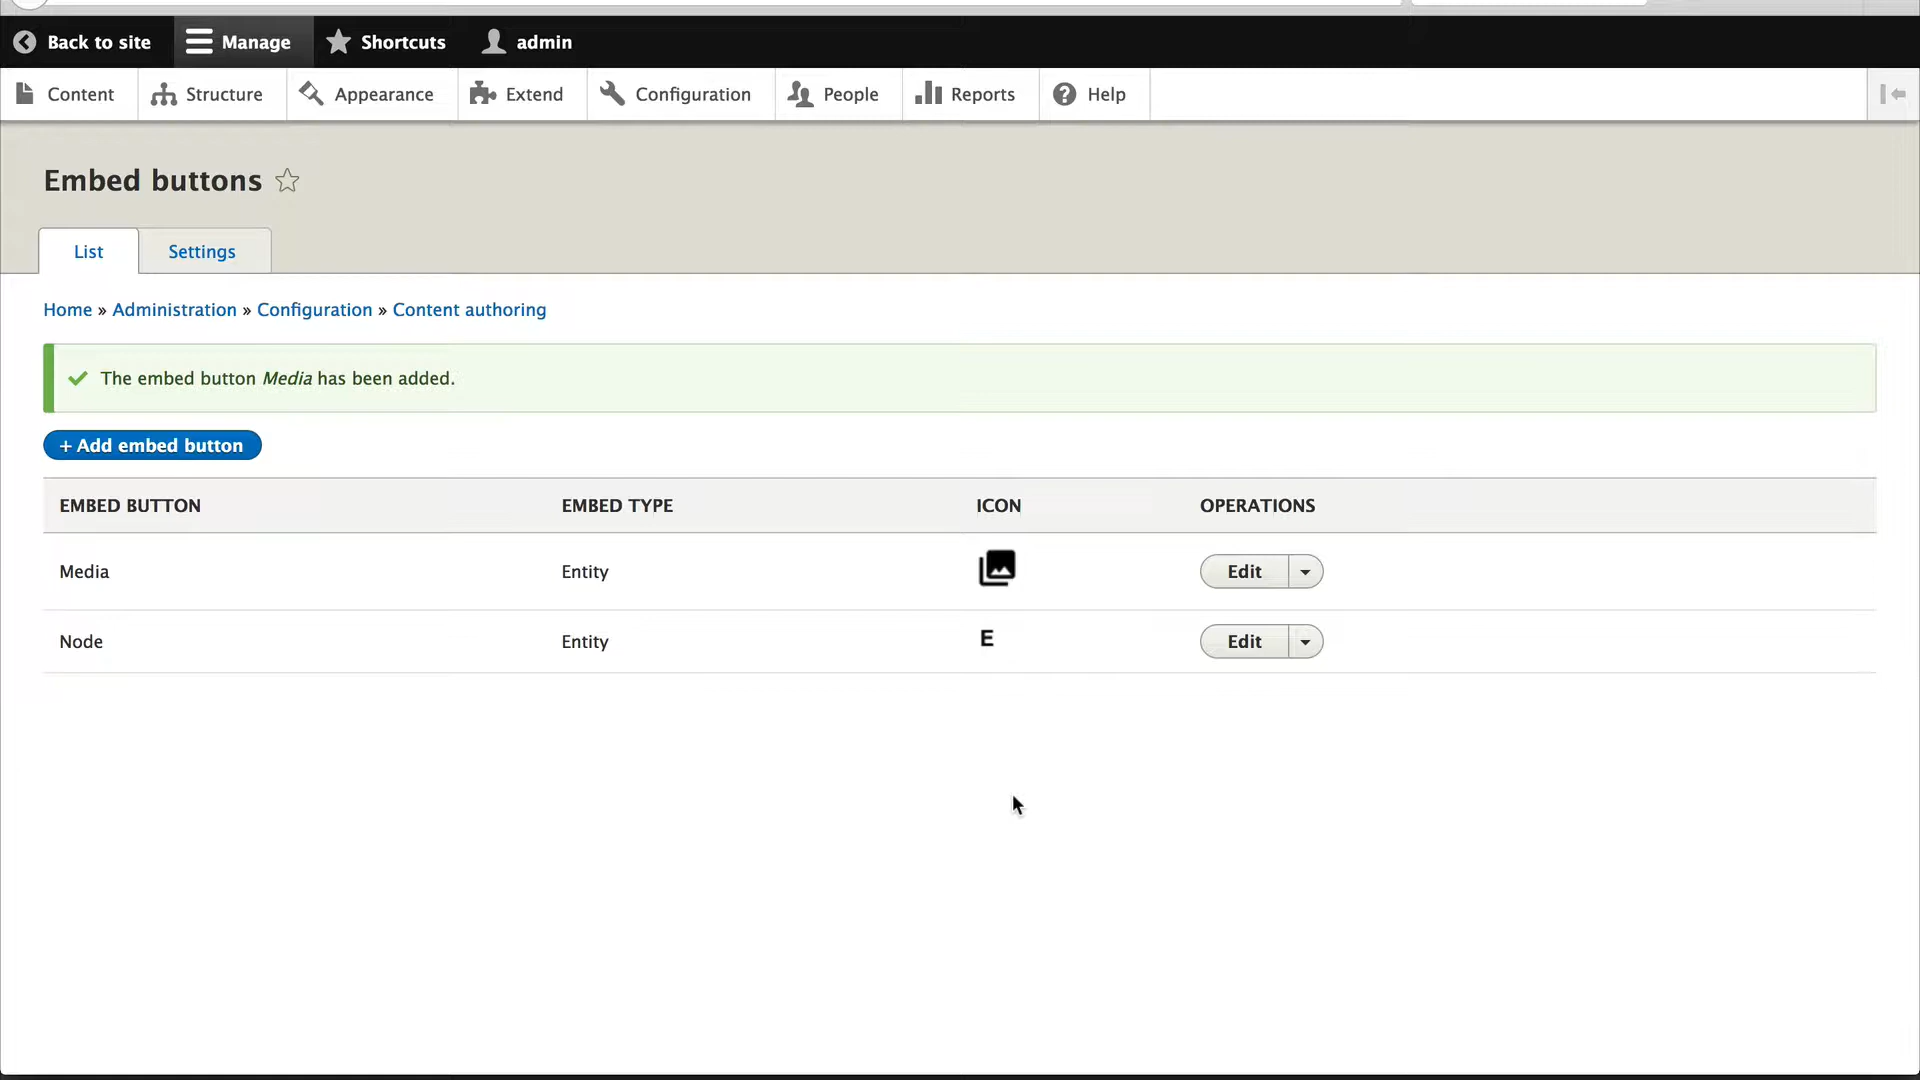 Back to site Manage Shortcuts admin
Content Structure Appearance Extend Configuration People Reports Help
Embed buttons
List Settings
Home » Administration » Configuration » Content authoring
The embed button Media has been added.
+ Add embed button
EMBED BUTTON EMBED TYPE ICON OPERATIONS
Media Entity Edit
Node Entity E Edit